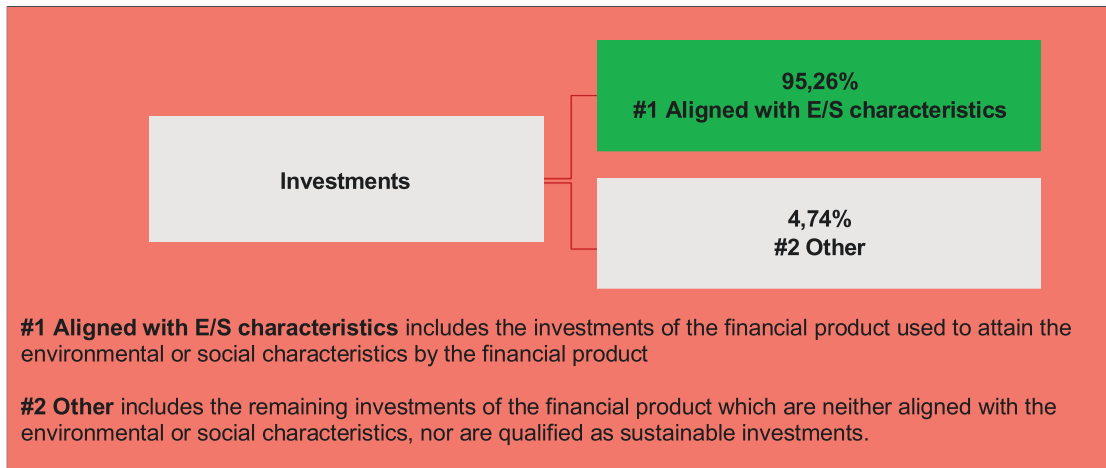 95,26%
#1 Aligned with E/S characteristics
Investments
4,74%
#2 Other
#1 Aligned with E/S characteristics includes the investments of the financial product used to attain the
environmental or social characteristics by the financial product
#2 Other includes the remaining investments of the financial product which are neither aligned with the
environmental or social characteristics, nor are qualified as sustainable investments.